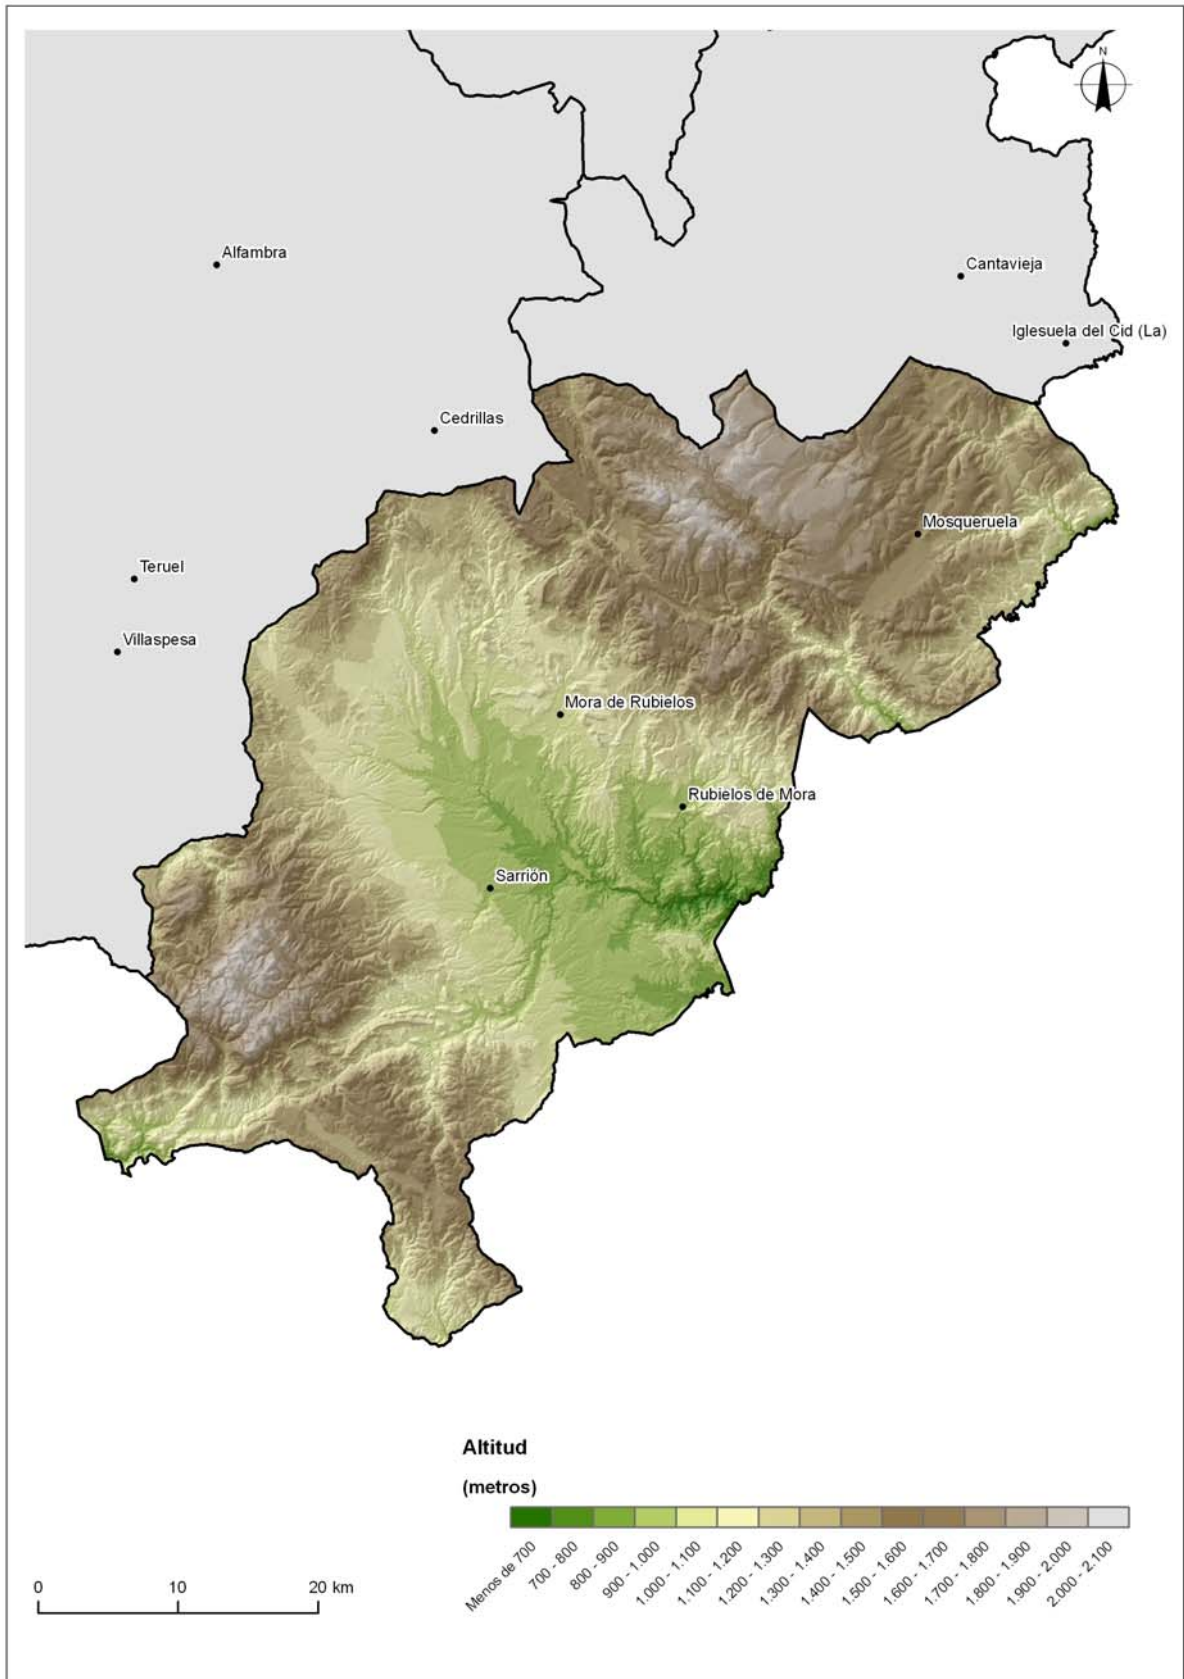 N
Alfambra
Cantavieja
Iglesuela del Cid (La)
Cedrillas
Mosqueruela
Teruel
Villaspesa
Mora de Rubielos
Rubielos de Mora
Sarrión
Altitud
(metros)
Menos de 700
700 - 800
800 - 900
900 - 1.000
1.000 - 1.100
1.100 - 1.200
1.200 - 1.300
1.300 - 1.400
1.400 - 1.500
1.500 - 1.600
1.600 - 1.700
1.700 - 1.800
1.800 - 1.900
1.900 - 2.000
2.000 - 2.100
0 10 20 km